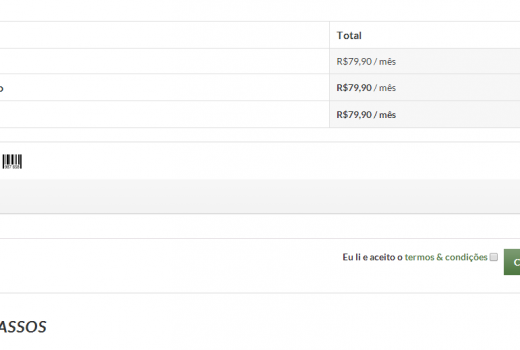 Total
R$79,90 / mês
o R$79,90 / mês
R$79,90 / mês
Eu li e aceito o termos & condições C
ASSOS